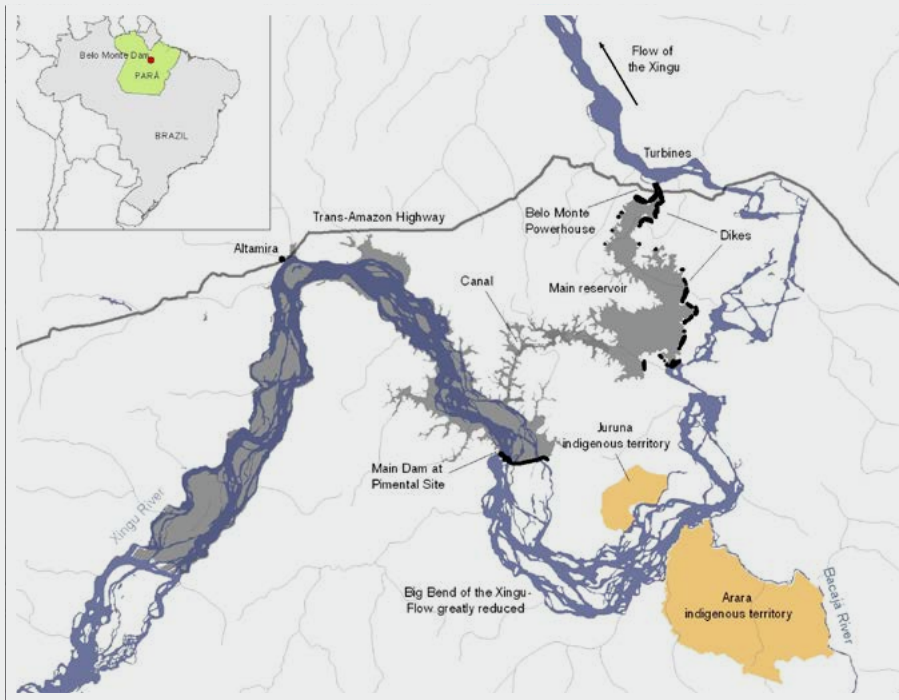 Belo Monte Dam
PARÁ
BRAZIL
Flow of
the Xingu
Turbines
Trans-Amazon Highway
Belo Monte
Powerhouse
Dikes
Altamira
Canal
Main reservoir
Juruna
indigenous territory
Main Dam at
Pimental Site
Xingu River
Big Bend of the Xingu-
Flow greatly reduced
Arara
indigenous territory
Bacajá River